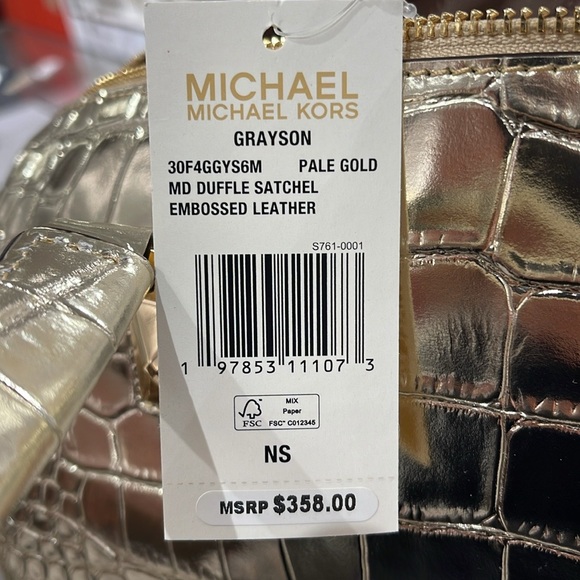 MICHAEL
MICHAEL KORS
GRAYSON
30F4GGYS6M PALE GOLD
MD DUFFLE SATCHEL
EMBOSSED LEATHER
S761-0001
1 97853 11107 3
FSC
MIX
Paper
FSC® C012345
NS
MSRP $358.00